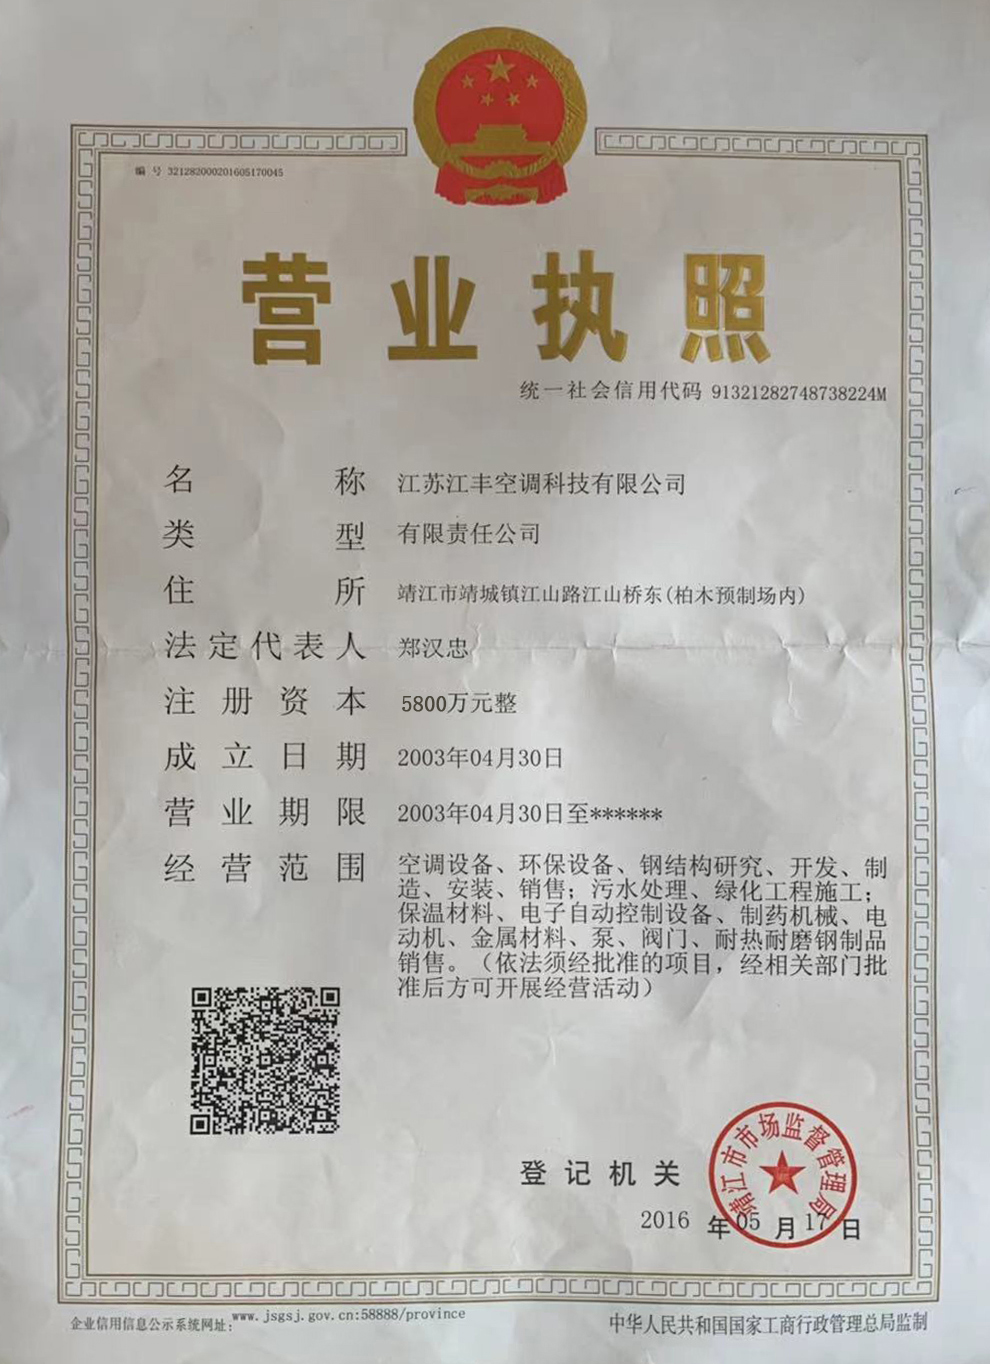 编 号 321282000201605170045
营业执照
统一社会信用代码 91321282748738224M
名称 江苏江丰空调科技有限公司
类型 有限责任公司
住所 靖江市靖城镇江山路江山桥东(柏木预制场内)
法定代表人 郑汉忠
注册资本 5800万元整
成立日期 2003年04月30日
营业期限 2003年04月30日至******
经营范围 空调设备、环保设备、钢结构研究、开发、制
造、安装、销售；污水处理、绿化工程施工；
保温材料、电子自动控制设备、制药机械、电
动机、金属材料、泵、阀门、耐热耐磨钢制品
销售。（依法须经批准的项目，经相关部门批
准后方可开展经营活动）
靖江市市场监督管理局
登记机关
2016 年 05 月 17 日
企业信用信息公示系统网址：www.jsgsj.gov.cn:58888/province
中华人民共和国国家工商行政管理总局监制